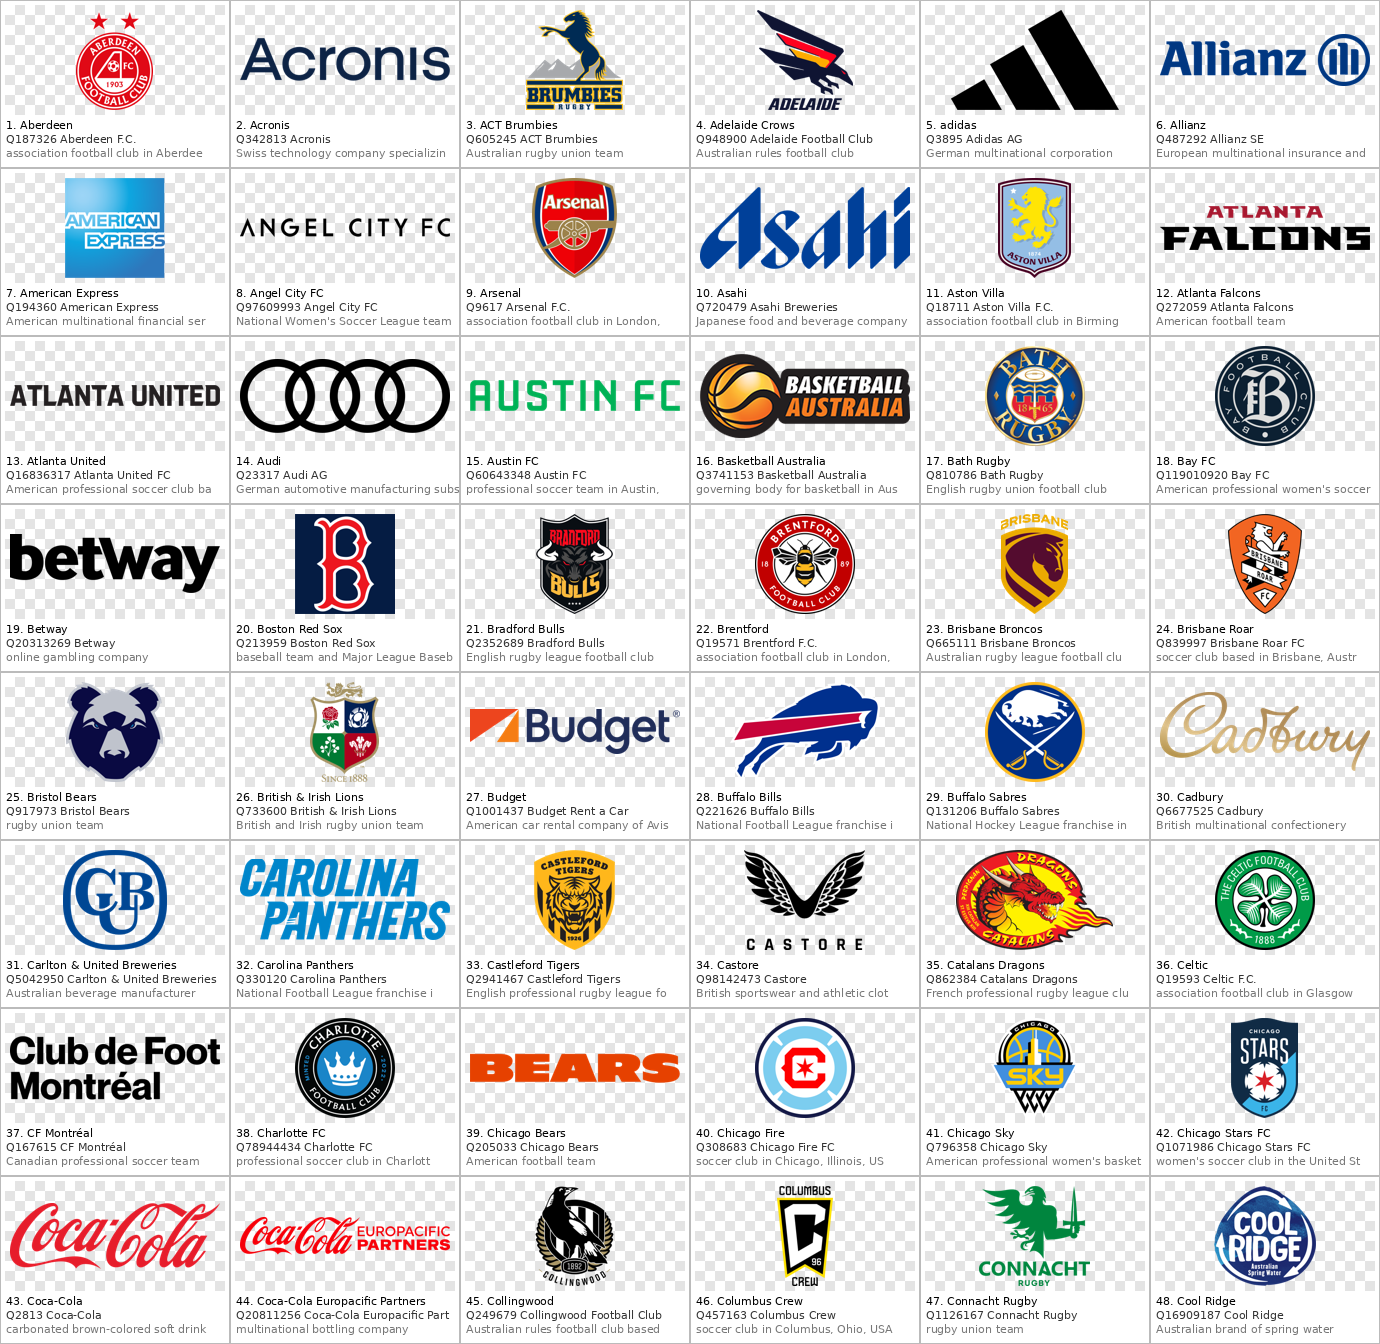 ABERDEEN
FC
1903
FOOTBALL CLUB
1. Aberdeen
Q187326 Aberdeen F.C.
association football club in Aberdee
Acronis
2. Acronis
Q342813 Acronis
Swiss technology company specializin
BRUMBIES
RUGBY
3. ACT Brumbies
Q605245 ACT Brumbies
Australian rugby union team
ADELAIDE
4. Adelaide Crows
Q948900 Adelaide Football Club
Australian rules football club
5. adidas
Q3895 Adidas AG
German multinational corporation
Allianz
6. Allianz
Q487292 Allianz SE
European multinational insurance and
AMERICAN
EXPRESS
7. American Express
Q194360 American Express
American multinational financial ser
ANGEL CITY FC
8. Angel City FC
Q97609993 Angel City FC
National Women's Soccer League team
Arsenal
9. Arsenal
Q9617 Arsenal F.C.
association football club in London,
Asahi
10. Asahi
Q720479 Asahi Breweries
Japanese food and beverage company
1874
ASTON VILLA
11. Aston Villa
Q18711 Aston Villa F.C.
association football club in Birming
ATLANTA
FALCONS
12. Atlanta Falcons
Q272059 Atlanta Falcons
American football team
ATLANTA UNITED
13. Atlanta United
Q16836317 Atlanta United FC
American professional soccer club ba
14. Audi
Q23317 Audi AG
German automotive manufacturing subs
AUSTIN FC
15. Austin FC
Q60643348 Austin FC
professional soccer team in Austin,
BASKETBALL
AUSTRALIA
16. Basketball Australia
Q3741153 Basketball Australia
governing body for basketball in Aus
BATH
18 65
RUGBY
17. Bath Rugby
Q810786 Bath Rugby
English rugby union football club
FOOTBALL CLUB
B
BAY
18. Bay FC
Q119010920 Bay FC
American professional women's soccer
betway
19. Betway
Q20313269 Betway
online gambling company
B
20. Boston Red Sox
Q213959 Boston Red Sox
baseball team and Major League Baseb
BRADFORD
BULLS
21. Bradford Bulls
Q2352689 Bradford Bulls
English rugby league football club
BRENTFORD
18 89
FOOTBALL CLUB
22. Brentford
Q19571 Brentford F.C.
association football club in London,
BRISBANE
23. Brisbane Broncos
Q665111 Brisbane Broncos
Australian rugby league football clu
BRISBANE
ROAR
FC
24. Brisbane Roar
Q839997 Brisbane Roar FC
soccer club based in Brisbane, Austr
25. Bristol Bears
Q917973 Bristol Bears
rugby union team
SINCE 1888
26. British & Irish Lions
Q733600 British & Irish Lions
British and Irish rugby union team
Budget®
27. Budget
Q1001437 Budget Rent a Car
American car rental company of Avis
28. Buffalo Bills
Q221626 Buffalo Bills
National Football League franchise i
29. Buffalo Sabres
Q131206 Buffalo Sabres
National Hockey League franchise in
Cadbury
30. Cadbury
Q6677525 Cadbury
British multinational confectionery
CUB
31. Carlton & United Breweries
Q5042950 Carlton & United Breweries
Australian beverage manufacturer
CAROLINA
PANTHERS
32. Carolina Panthers
Q330120 Carolina Panthers
National Football League franchise i
CASTLEFORD
TIGERS
1926
33. Castleford Tigers
Q2941467 Castleford Tigers
English professional rugby league fo
CASTORE
34. Castore
Q98142473 Castore
British sportswear and athletic clot
DRAGONS
CATALANS
35. Catalans Dragons
Q862384 Catalans Dragons
French professional rugby league clu
THE CELTIC FOOTBALL CLUB
1888
36. Celtic
Q19593 Celtic F.C.
association football club in Glasgow
Club de Foot
Montréal
37. CF Montréal
Q167615 CF Montréal
Canadian professional soccer team
CHARLOTTE
MINTED
·2022·
FOOTBALL CLUB
38. Charlotte FC
Q78944434 Charlotte FC
professional soccer club in Charlott
BEARS
39. Chicago Bears
Q205033 Chicago Bears
American football team
C
40. Chicago Fire
Q308683 Chicago Fire FC
soccer club in Chicago, Illinois, US
CHICAGO
SKY
41. Chicago Sky
Q796358 Chicago Sky
American professional women's basket
CHICAGO
STARS
FC
42. Chicago Stars FC
Q1071986 Chicago Stars FC
women's soccer club in the United St
Coca-Cola
43. Coca-Cola
Q2813 Coca-Cola
carbonated brown-colored soft drink
Coca-Cola EUROPACIFIC
PARTNERS
44. Coca-Cola Europacific Partners
Q20811256 Coca-Cola Europacific Part
multinational bottling company
1892
COLLINGWOOD
45. Collingwood
Q249679 Collingwood Football Club
Australian rules football club based
COLUMBUS
C
96
CREW
46. Columbus Crew
Q457163 Columbus Crew
soccer club in Columbus, Ohio, USA
CONNACHT
RUGBY
47. Connacht Rugby
Q1126167 Connacht Rugby
rugby union team
COOL
RIDGE
Australian
Spring Water
48. Cool Ridge
Q16909187 Cool Ridge
Australian brand of spring water